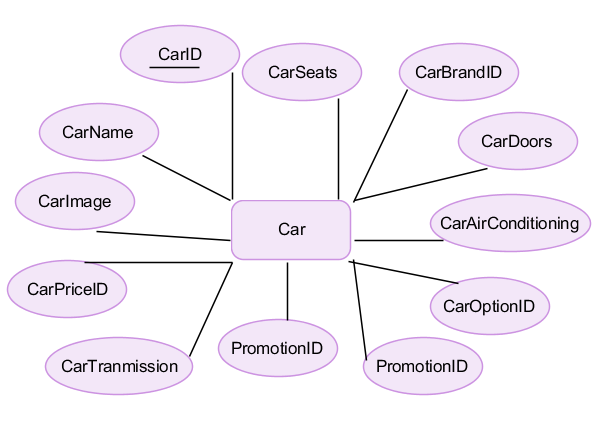 CarID
CarSeats
CarBrandID
CarName
CarDoors
CarImage
CarAirConditioning
Car
CarPriceID
CarOptionID
PromotionID
CarTranmission
PromotionID